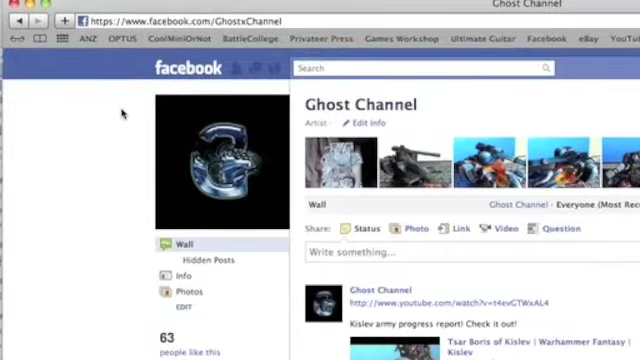 Ghost Channel
https://www.facebook.com/GhostxChannel
ANZ OPTUS CoolMiniOrNot BattleCollege Privateer Press Games Workshop Ultimate Guitar Facebook eBay YouTu
facebook Search
Ghost Channel
Artist · Edit Info
Wall Ghost Channel · Everyone (Most Rece
Share: Status Photo Link Video Question
Write something...
Wall
Hidden Posts
Info
Photos
EDIT
63
people like this
Ghost Channel
http://www.youtube.com/watch?v=t4evGTWxAL4
Kislev army progress report! Check it out!
Tsar Boris of Kislev | Warhammer Fantasy |
Kislev